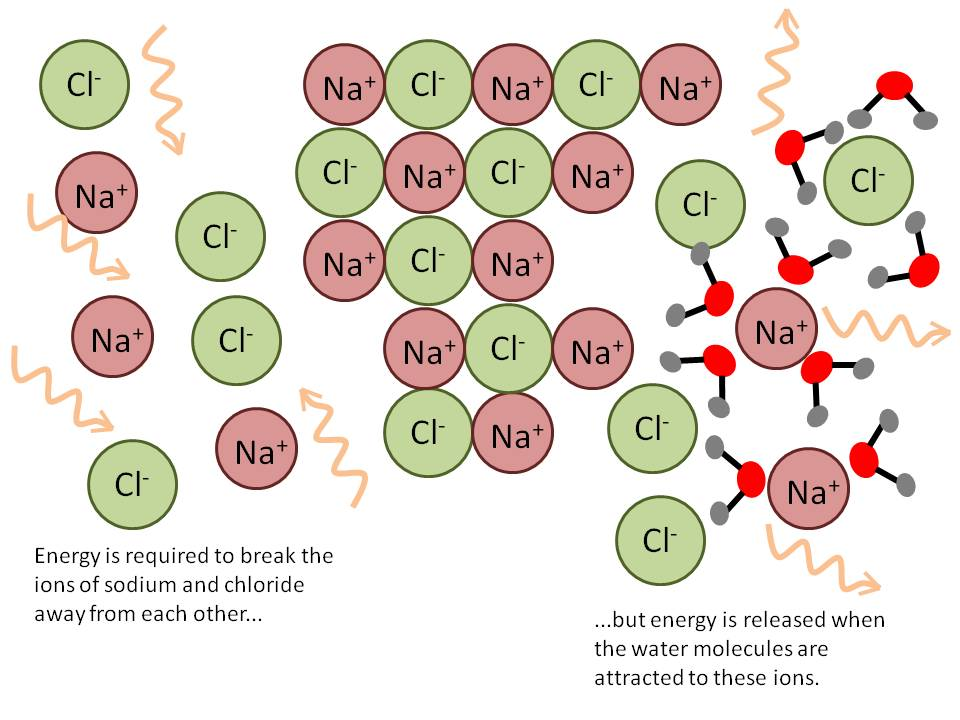 Cl-
Na+
Cl-
Na+
Cl-
Na+
Cl-
Na+ Cl- Na+ Cl- Na+
Cl- Na+ Cl- Na+
Na+ Cl- Na+
Na+ Cl- Na+
Cl- Na+
Cl-
Cl-
Na+
Cl-
Na+
Cl-
Energy is required to break the
ions of sodium and chloride
away from each other...
...but energy is released when
the water molecules are
attracted to these ions.